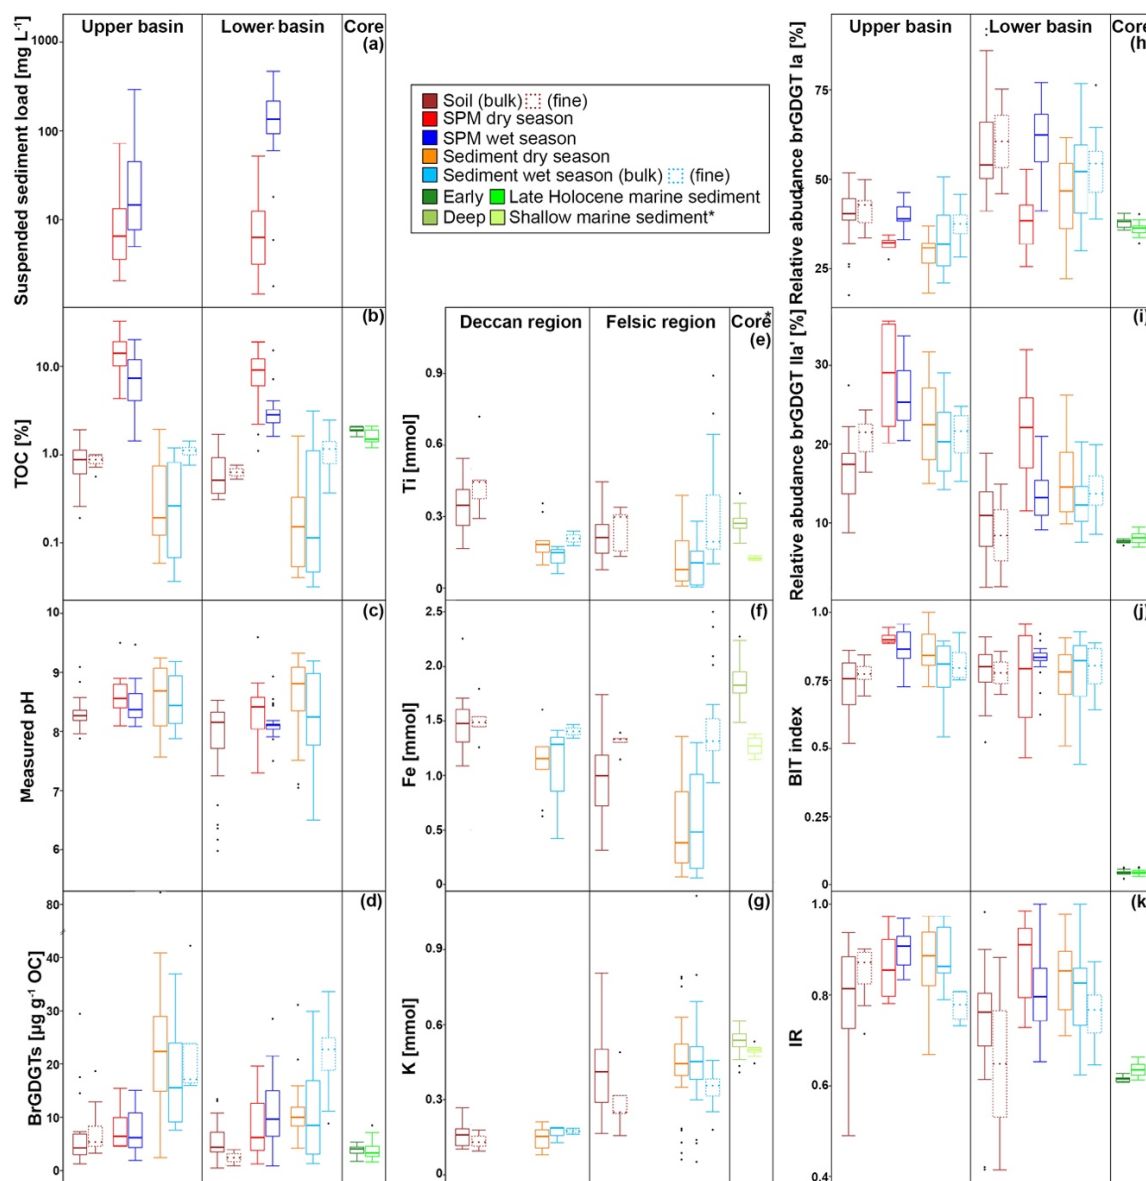 Upper basin
Lower basin
Core
(a)
Suspended sediment load [mg L⁻¹]
1000
100
10
Soil (bulk) (fine)
SPM dry season
SPM wet season
Sediment dry season
Sediment wet season (bulk) (fine)
Early Late Holocene marine sediment
Deep Shallow marine sediment*
Upper basin
Lower basin
Core
(h)
Relative abudance brGDGT Ia [%]
75
50
25
(b)
TOC [%]
10.0
1.0
0.1
Deccan region
Felsic region
Core*
(e)
Ti [mmol]
0.9
0.6
0.3
0
(i)
Relative abudance brGDGT IIa' [%]
30
20
10
(c)
Measured pH
10
9
8
7
6
(f)
Fe [mmol]
2.5
2.0
1.5
1.0
0.5
0
(j)
BIT index
1.0
0.75
0.5
0.25
0
(d)
BrGDGTs [µg g⁻¹ OC]
80
60
40
30
20
10
0
(g)
K [mmol]
0.9
0.6
0.3
0
(k)
IR
1.0
0.8
0.6
0.4